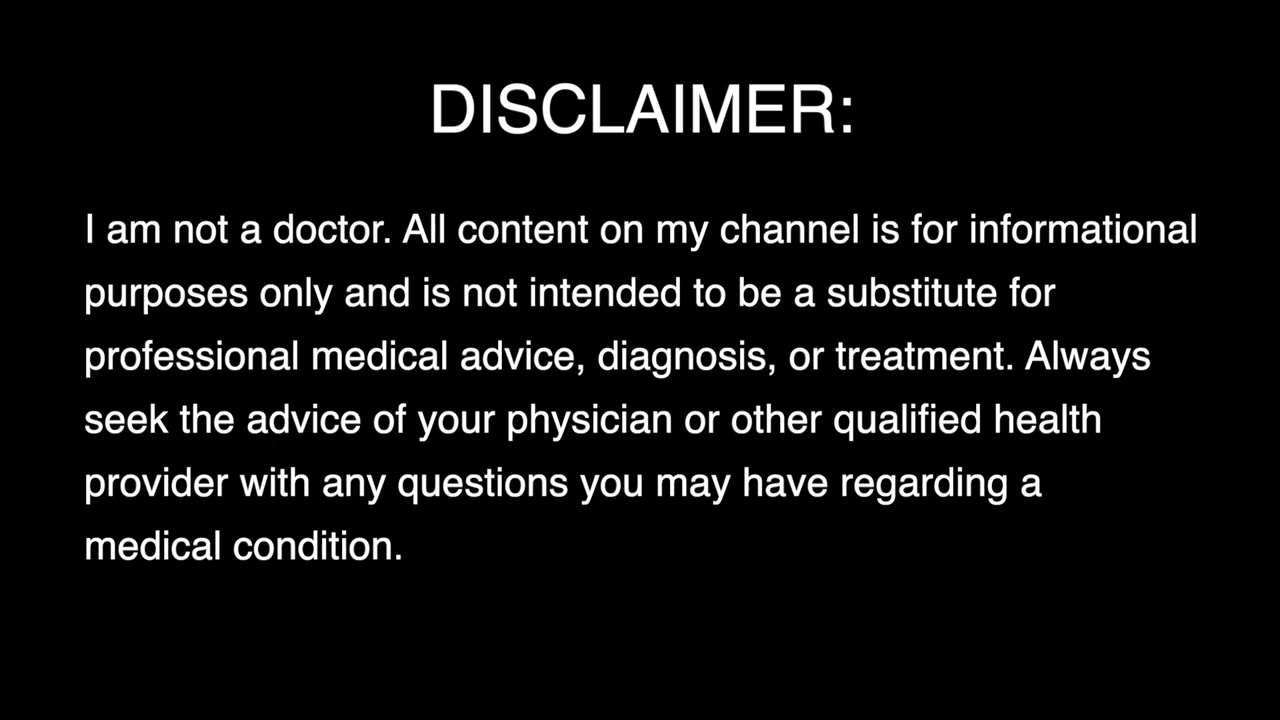 DISCLAIMER:
I am not a doctor. All content on my channel is for informational
purposes only and is not intended to be a substitute for
professional medical advice, diagnosis, or treatment. Always
seek the advice of your physician or other qualified health
provider with any questions you may have regarding a
medical condition.